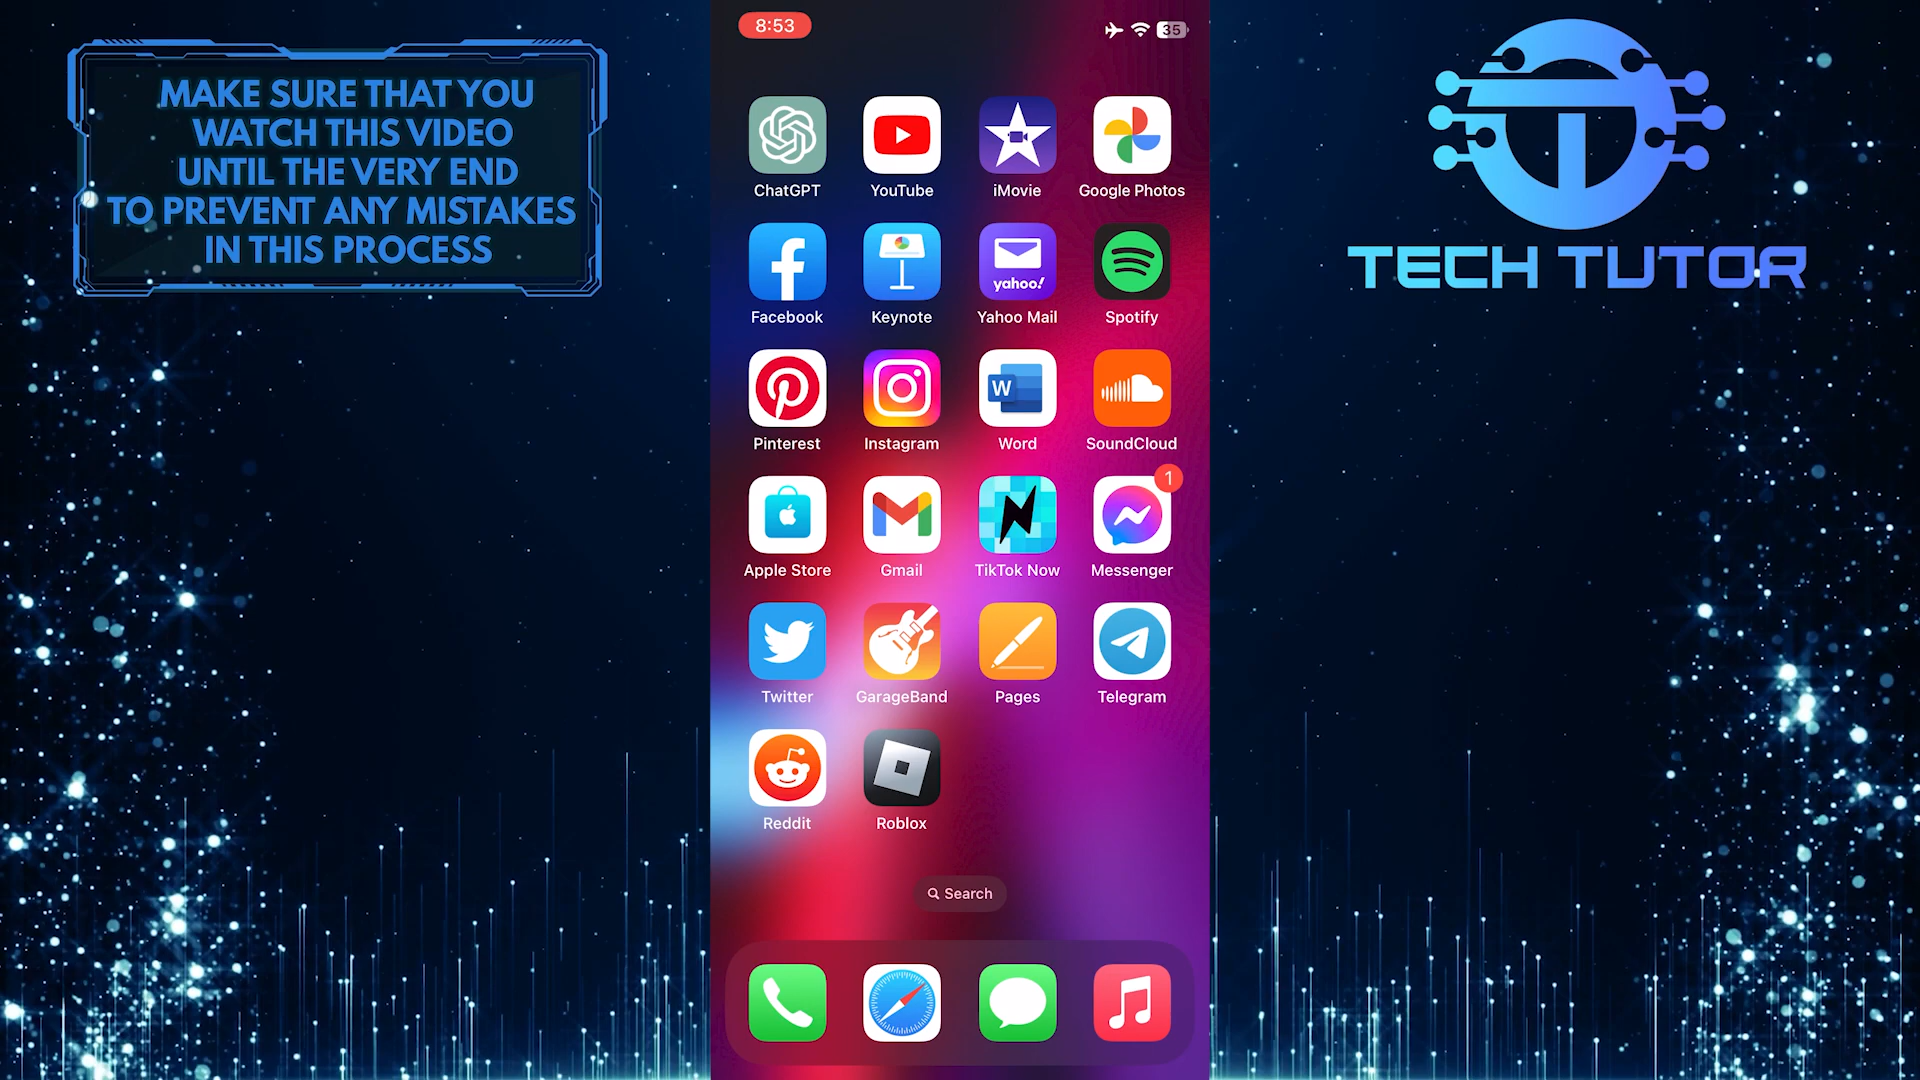 MAKE SURE THAT YOU
WATCH THIS VIDEO
UNTIL THE VERY END
TO PREVENT ANY MISTAKES
IN THIS PROCESS
8:53
35
ChatGPT
YouTube
iMovie
Google Photos
yahoo!
Facebook
Keynote
Yahoo Mail
Spotify
W
Pinterest
Instagram
Word
SoundCloud
1
Apple Store
Gmail
TikTok Now
Messenger
Twitter
GarageBand
Pages
Telegram
Reddit
Roblox
Search
TECH TUTOR